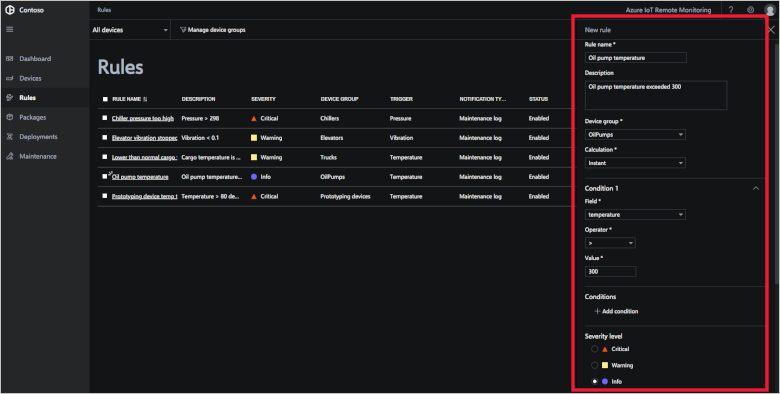 Contoso
Rules
Azure IoT Remote Monitoring
?
All devices
Manage device groups
Dashboard
Devices
Rules
Packages
Deployments
Maintenance
Rules
RULE NAME DESCRIPTION SEVERITY DEVICE GROUP TRIGGER NOTIFICATION TY... STATUS
Chiller pressure too high Pressure > 298 Critical Chillers Pressure Maintenance log Enabled
Elevator vibration stopped Vibration < 0.1 Warning Elevators Vibration Maintenance log Enabled
Lower than normal cargo Cargo temperature is ... Warning Trucks Temperature Maintenance log Enabled
Oil pump temperature Oil pump temperature... Info OilPumps Temperature Maintenance log Enabled
Prototyping device temp t Temperature > 80 de... Critical Prototyping devices Temperature Maintenance log Enabled
New rule
Rule name *
Oil pump temperature
Description
Oil pump temperature exceeded 300
Device group *
OilPumps
Calculation *
Instant
Condition 1
Field *
temperature
Operator *
>
Value *
300
Conditions
+ Add condition
Severity level
Critical
Warning
Info